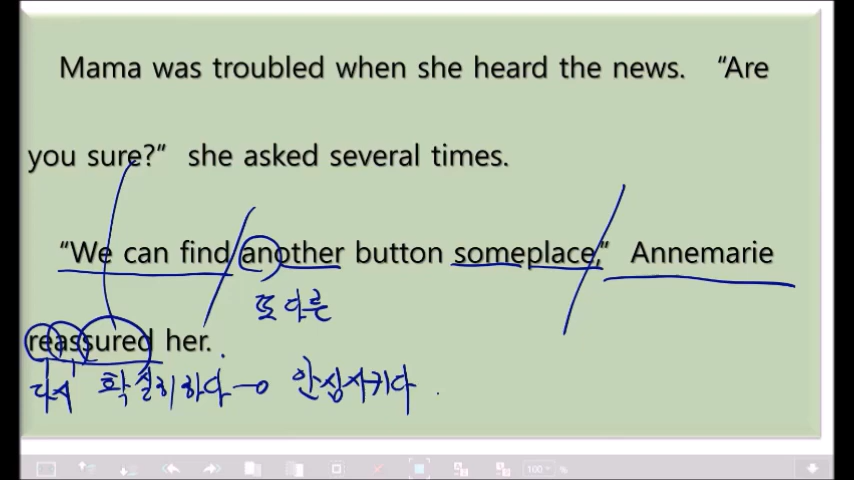 Mama was troubled when she heard the news. “Are
you sure?” she asked several times.
“We can find another button someplace,” Annemarie
또 다른
reassured her.
다시 확실히하다 → 안심시키다.
100 %